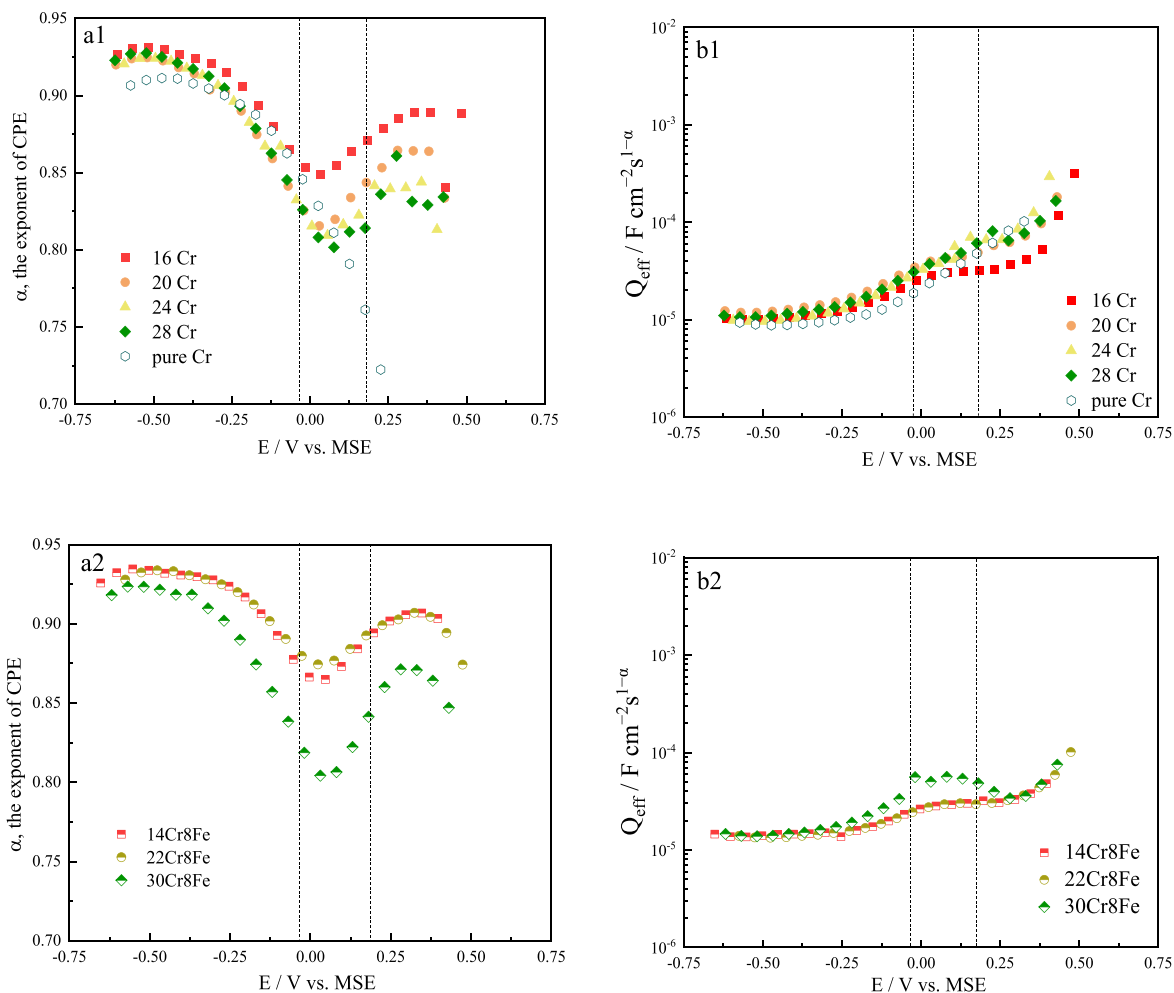 a1
0.95
0.90
0.85
0.80
0.75
0.70
α, the exponent of CPE
16 Cr
20 Cr
24 Cr
28 Cr
pure Cr
-0.75 -0.50 -0.25 0.00 0.25 0.50 0.75
E / V vs. MSE
b1
10⁻²
10⁻³
10⁻⁴
10⁻⁵
10⁻⁶
Q_eff / F cm⁻²s¹⁻ᵅ
16 Cr
20 Cr
24 Cr
28 Cr
pure Cr
-0.75 -0.50 -0.25 0.00 0.25 0.50 0.75
E / V vs. MSE
a2
0.95
0.90
0.85
0.80
0.75
0.70
α, the exponent of CPE
14Cr8Fe
22Cr8Fe
30Cr8Fe
-0.75 -0.50 -0.25 0.00 0.25 0.50 0.75
E / V vs. MSE
b2
10⁻²
10⁻³
10⁻⁴
10⁻⁵
10⁻⁶
Q_eff / F cm⁻²s¹⁻ᵅ
14Cr8Fe
22Cr8Fe
30Cr8Fe
-0.75 -0.50 -0.25 0.00 0.25 0.50 0.75
E / V vs. MSE